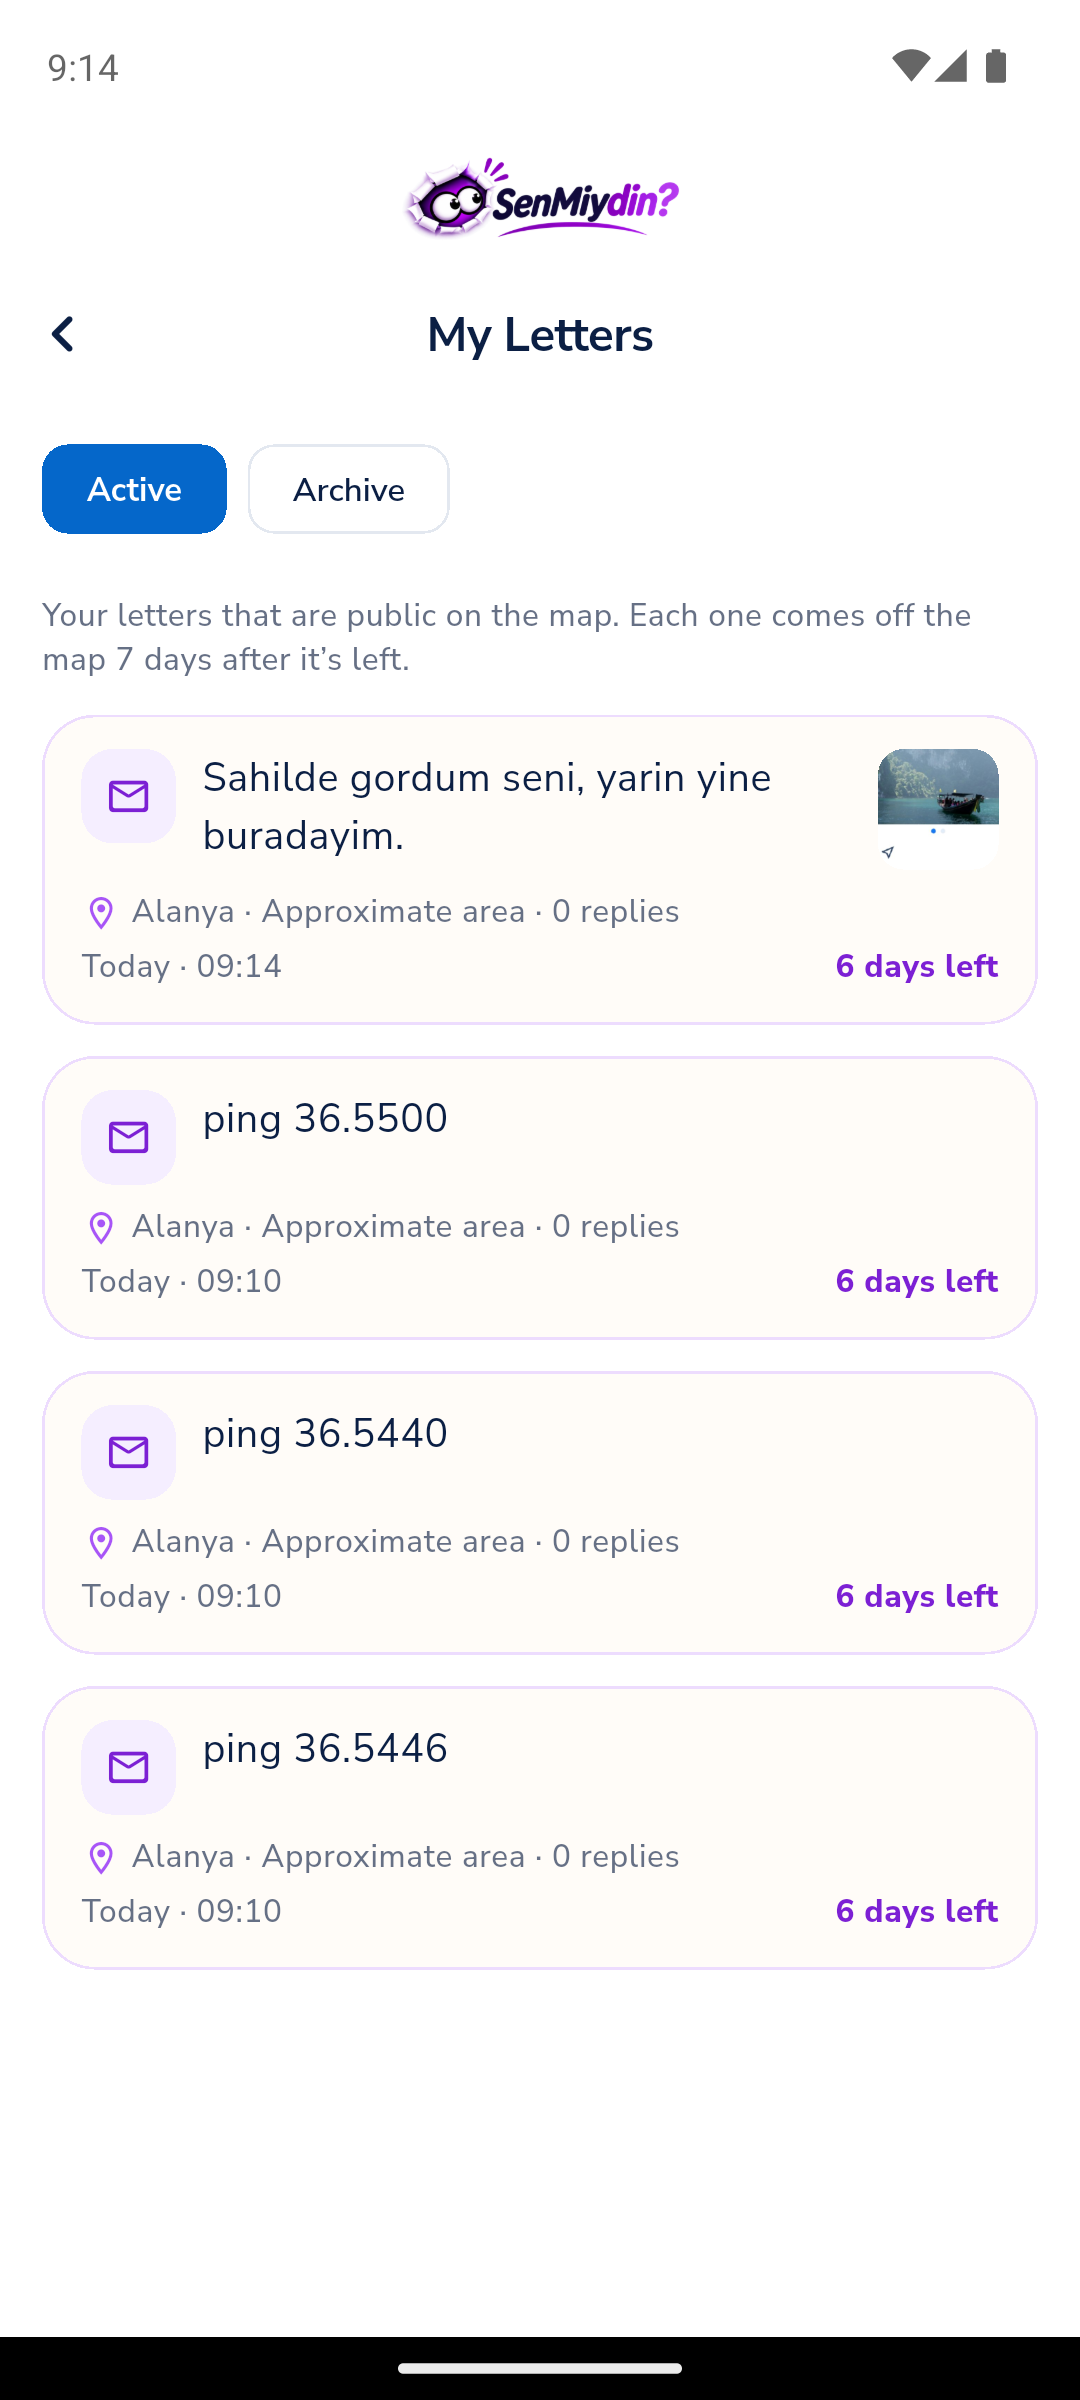 9:14
SenMiydin?
My Letters
Active
Archive
Your letters that are public on the map. Each one comes off the
map 7 days after it’s left.
Sahilde gordum seni, yarin yine
buradayim.
Alanya · Approximate area · 0 replies
Today · 09:14
6 days left
ping 36.5500
Alanya · Approximate area · 0 replies
Today · 09:10
6 days left
ping 36.5440
Alanya · Approximate area · 0 replies
Today · 09:10
6 days left
ping 36.5446
Alanya · Approximate area · 0 replies
Today · 09:10
6 days left